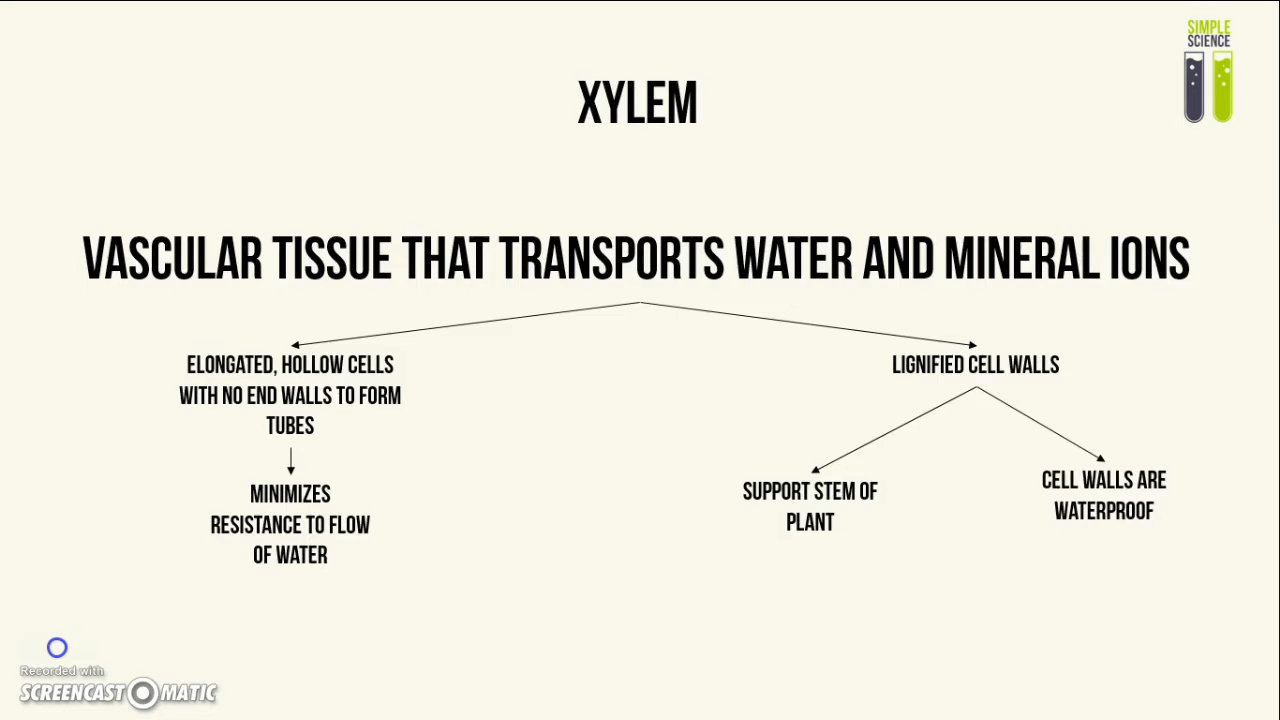 SIMPLE
SCIENCE
XYLEM
VASCULAR TISSUE THAT TRANSPORTS WATER AND MINERAL IONS
ELONGATED, HOLLOW CELLS
WITH NO END WALLS TO FORM
TUBES
MINIMIZES
RESISTANCE TO FLOW
OF WATER
LIGNIFIED CELL WALLS
SUPPORT STEM OF
PLANT
CELL WALLS ARE
WATERPROOF
Recorded with
SCREENCAST MATIC